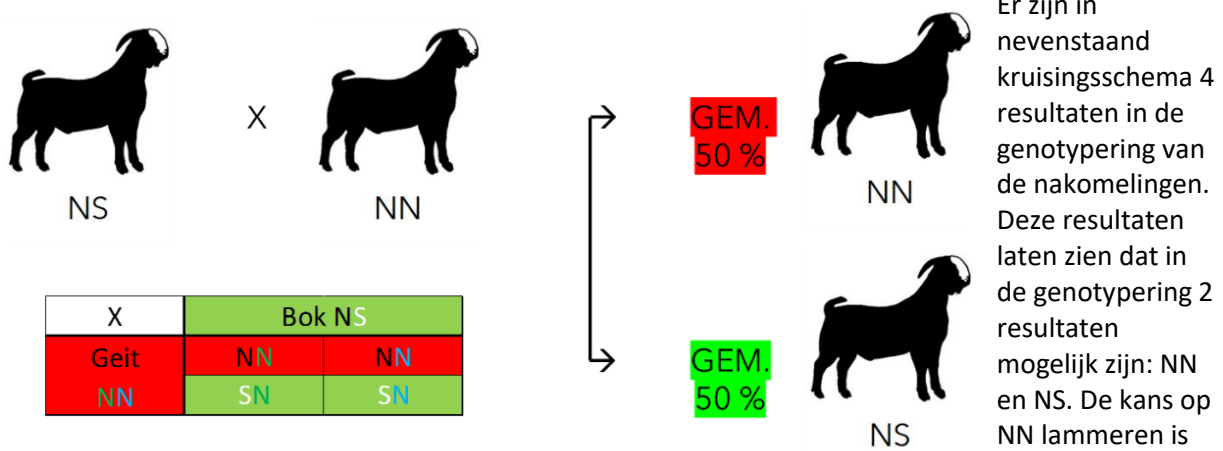 NS
X
NN
GEM.
50 %
NN
GEM.
50 %
NS
X Bok NS
Geit NN NN
NN SN SN
Er zijn in
nevenstaand
kruisingsschema 4
resultaten in de
genotypering van
de nakomelingen.
Deze resultaten
laten zien dat in
de genotypering 2
resultaten
mogelijk zijn: NN
en NS. De kans op
NN lammeren is